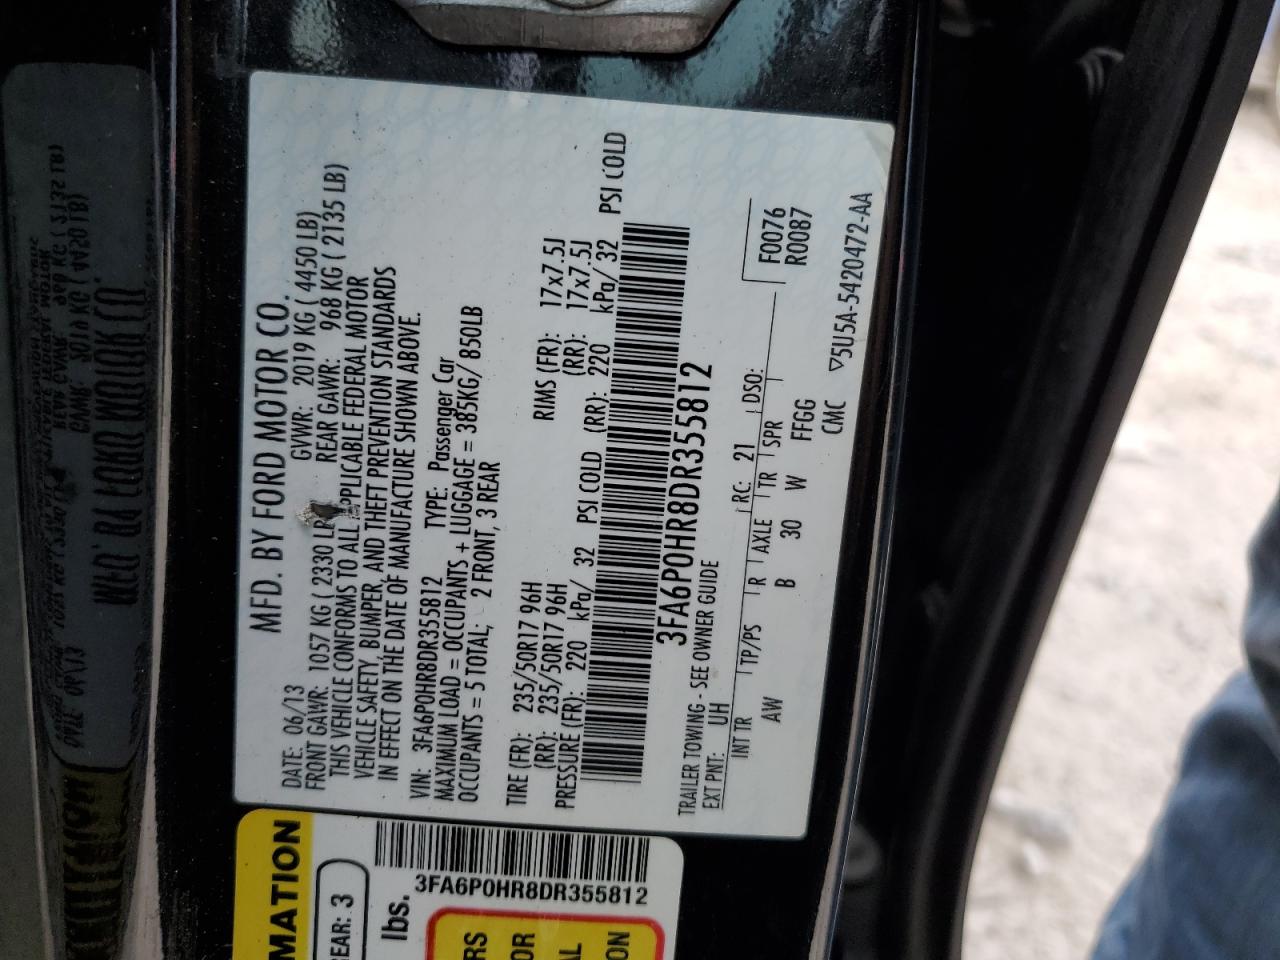 MFD. BY FORD MOTOR CO.
DATE: 06/13 GVWR: 2019 KG ( 4450 LB)
FRONT GAWR: 1057 KG ( 2330 REAR GAWR: 968 KG ( 2135 LB)
THIS VEHICLE CONFORMS TO ALL APPLICABLE FEDERAL MOTOR
VEHICLE SAFETY, BUMPER, AND THEFT PREVENTION STANDARDS
IN EFFECT ON THE DATE OF MANUFACTURE SHOWN ABOVE.
VIN: 3FA6P0HR8DR355812 TYPE: Passenger Car
MAXIMUM LOAD = OCCUPANTS + LUGGAGE = 385KG/ 850LB
OCCUPANTS = 5 TOTAL; 2 FRONT, 3 REAR
TIRE (FR): 235/50R17 96H RIMS (FR): 17x7.5J
(RR): 235/50R17 96H (RR): 17x7.5J
PRESSURE (FR): 220 kPa/ 32 PSI COLD (RR): 220 kPa/ 32 PSI COLD
3FA6P0HR8DR355812
TRAILER TOWING - SEE OWNER GUIDE
EXT PNT: UH RC: 21 DSO: F0076
R0087
INT TR TP/PS R AXLE TR SPR
AW B 30 W FFGG
CMC ▽5U5A-5420472-AA
MATION
EAR: 3
lbs.
3FA6P0HR8DR355812
RS
OR
AL
ON